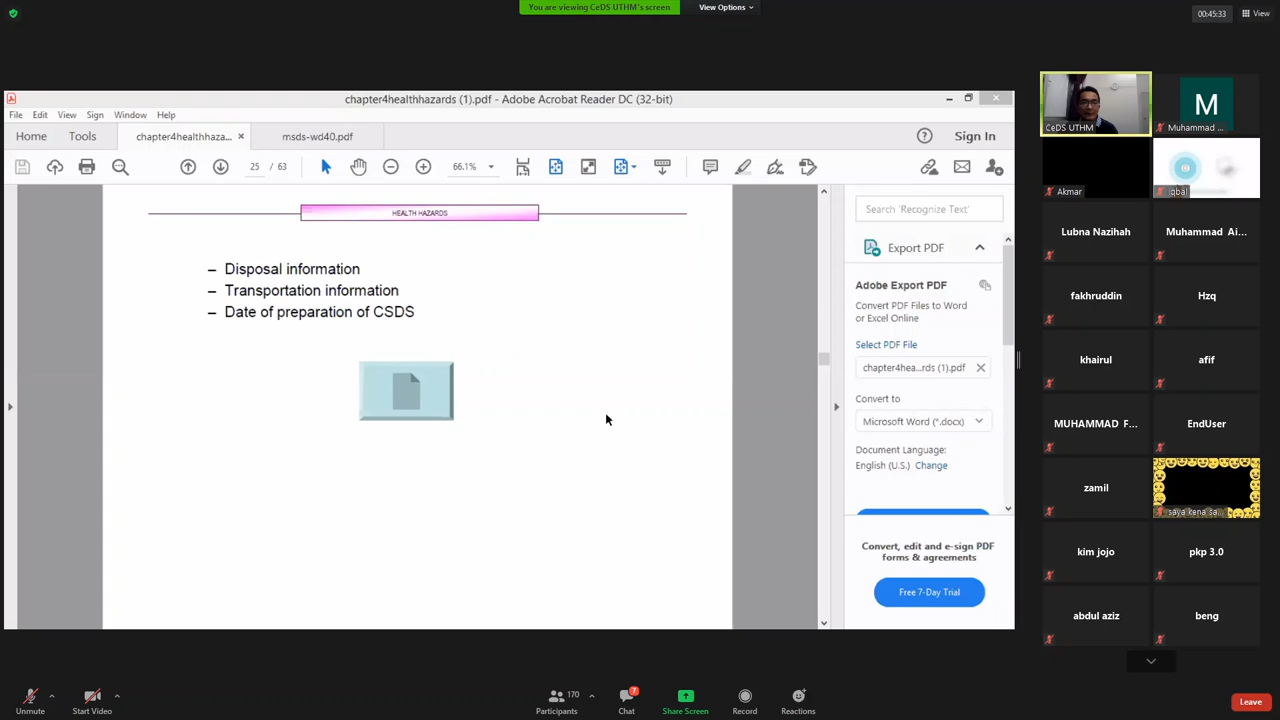 You are viewing CeDS UTHM's screen
View Options
00:45:33
View
chapter4healthhazards (1).pdf - Adobe Acrobat Reader DC (32-bit)
File Edit View Sign Window Help
Home Tools chapter4healthhaza... msds-wd40.pdf Sign In
25 / 63 66.1%
HEALTH HAZARDS
– Disposal information
– Transportation information
– Date of preparation of CSDS
Search 'Recognize Text'
Export PDF
Adobe Export PDF
Convert PDF Files to Word
or Excel Online
Select PDF File
chapter4hea...rds (1).pdf
Convert to
Microsoft Word (*.docx)
Document Language:
English (U.S.) Change
Convert, edit and e-sign PDF
forms & agreements
Free 7-Day Trial
CeDS UTHM
M
Muhammad ...
Akmar
iqbal
Lubna Nazihah
Muhammad Ai...
fakhruddin
Hzq
khairul
afif
MUHAMMAD F...
EndUser
zamil
saya kena sa...
kim jojo
pkp 3.0
abdul aziz
beng
Unmute
Start Video
170
Participants
7
Chat
Share Screen
Record
Reactions
Leave